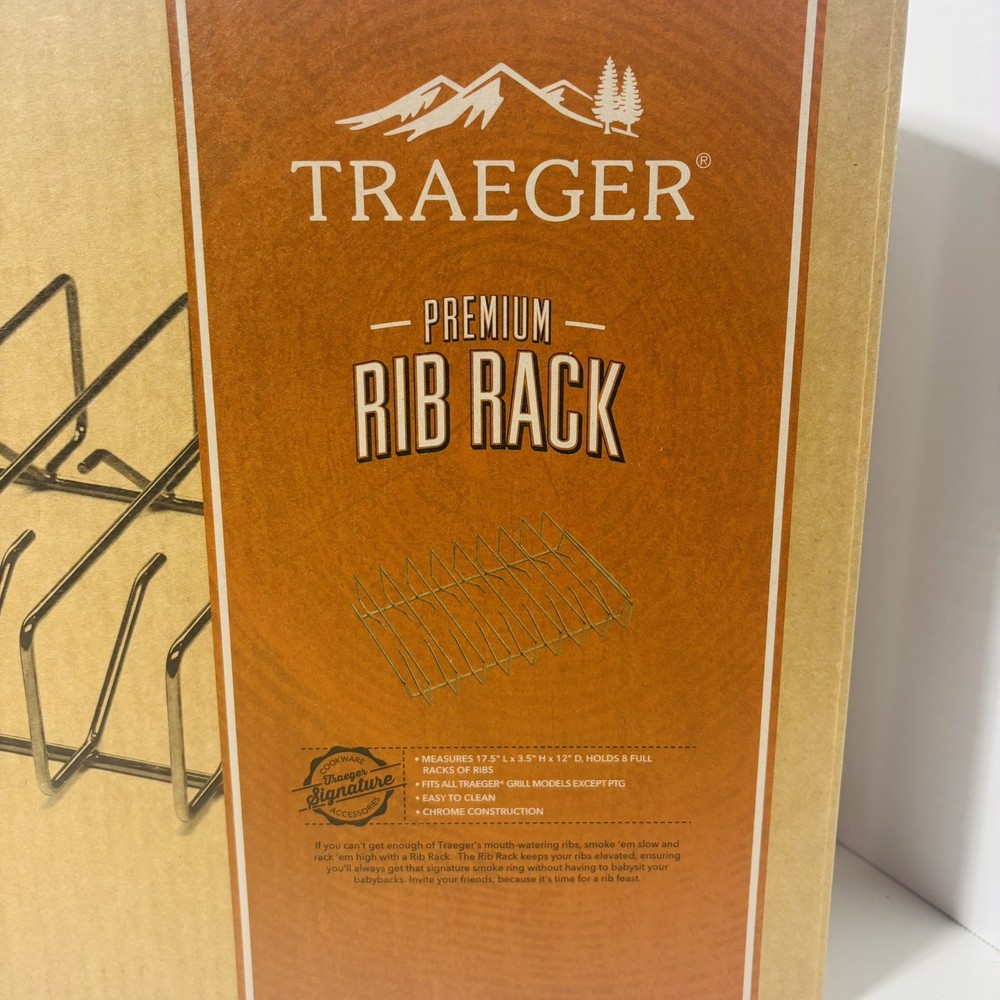 TRAEGER®
PREMIUM
RIB RACK
COOKWARE
Traeger
Signature
ACCESSORIES
• MEASURES 17.5" L x 3.5" H x 12" D, HOLDS 8 FULL
RACKS OF RIBS
• FITS ALL TRAEGER® GRILL MODELS EXCEPT PTG
• EASY TO CLEAN
• CHROME CONSTRUCTION
If you can't get enough of Traeger's mouth-watering ribs, smoke 'em slow and
rack 'em high with a Rib Rack. The Rib Rack keeps your ribs elevated, ensuring
you'll always get that signature smoke ring without having to babysit your
babybacks. Invite your friends, because it's time for a rib feast.